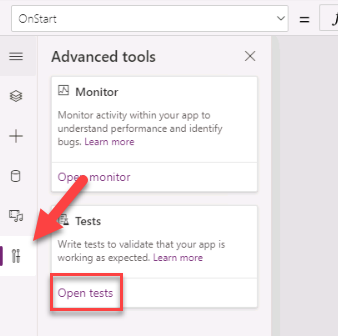 OnStart
=
Advanced tools
Monitor
Monitor activity within your app to
understand performance and identify
bugs. Learn more
Open monitor
Tests
Write tests to validate that your app is
working as expected. Learn more
Open tests